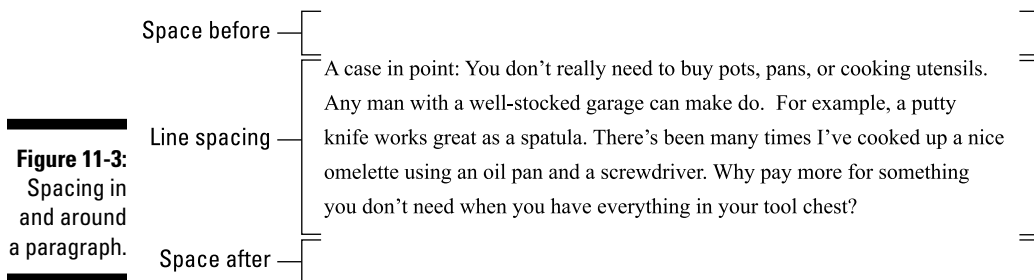 Space before
A case in point: You don't really need to buy pots, pans, or cooking utensils.
Any man with a well-stocked garage can make do.  For example, a putty
Line spacing
knife works great as a spatula. There's been many times I've cooked up a nice
omelette using an oil pan and a screwdriver. Why pay more for something
you don't need when you have everything in your tool chest?
Figure 11-3:
Spacing in
and around
a paragraph.
Space after